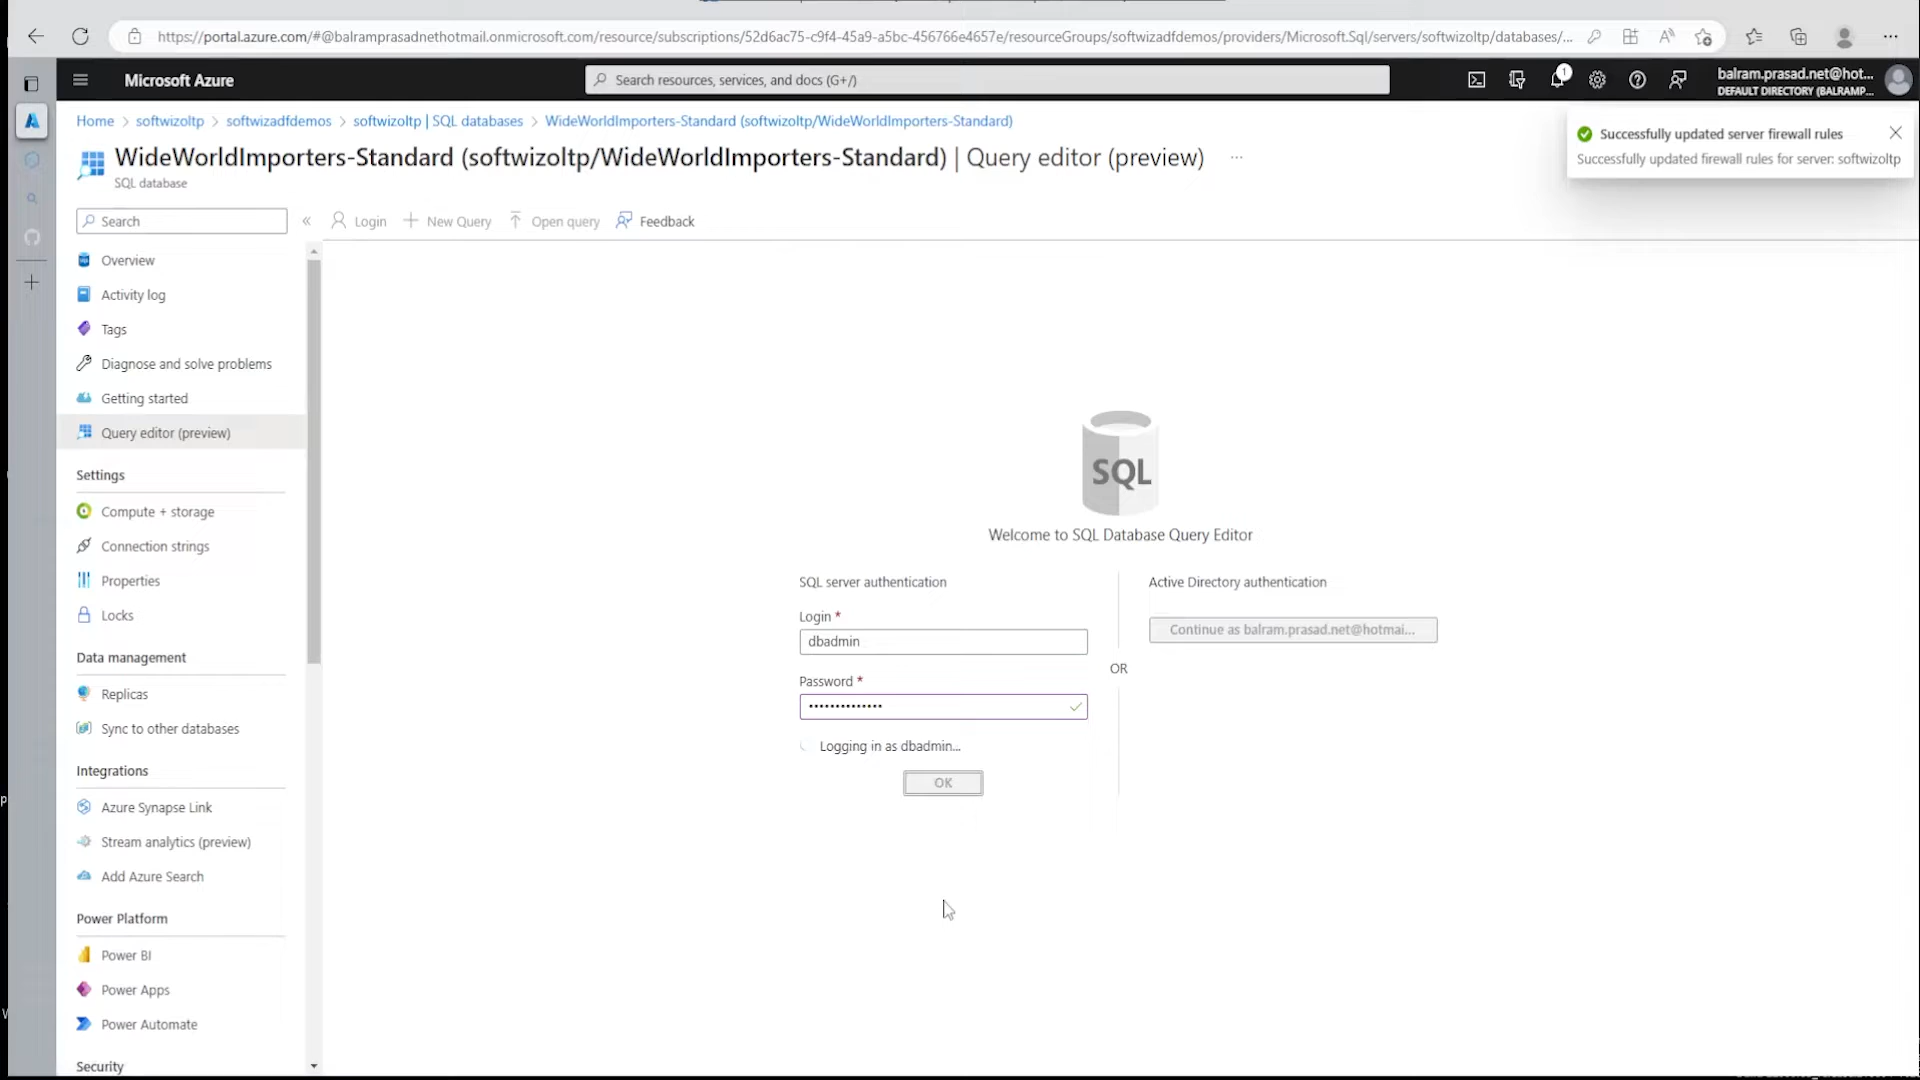 https://portal.azure.com/#@balramprasadnethotmail.onmicrosoft.com/resource/subscriptions/52d6ac75-c9f4-45a9-a5bc-456766e4657e/resourceGroups/softwizadfdemos/providers/Microsoft.Sql/servers/softwizoltp/databases/...
Microsoft Azure
Search resources, services, and docs (G+/)
1
balram.prasad.net@hot...
DEFAULT DIRECTORY (BALRAMP...
Home > softwizoltp > softwizadfdemos > softwizoltp | SQL databases > WideWorldImporters-Standard (softwizoltp/WideWorldImporters-Standard)
Successfully updated server firewall rules
Successfully updated firewall rules for server: softwizoltp
WideWorldImporters-Standard (softwizoltp/WideWorldImporters-Standard) | Query editor (preview) ...
SQL database
Search
« Login
New Query
Open query
Feedback
Overview
Activity log
Tags
Diagnose and solve problems
Getting started
Query editor (preview)
Settings
Compute + storage
Connection strings
Properties
Locks
Data management
Replicas
Sync to other databases
Integrations
Azure Synapse Link
Stream analytics (preview)
Add Azure Search
Power Platform
Power BI
Power Apps
Power Automate
Security
SQL
Welcome to SQL Database Query Editor
SQL server authentication
Login *
dbadmin
Password *
••••••••••••••
Logging in as dbadmin...
OK
OR
Active Directory authentication
Continue as balram.prasad.net@hotmai...